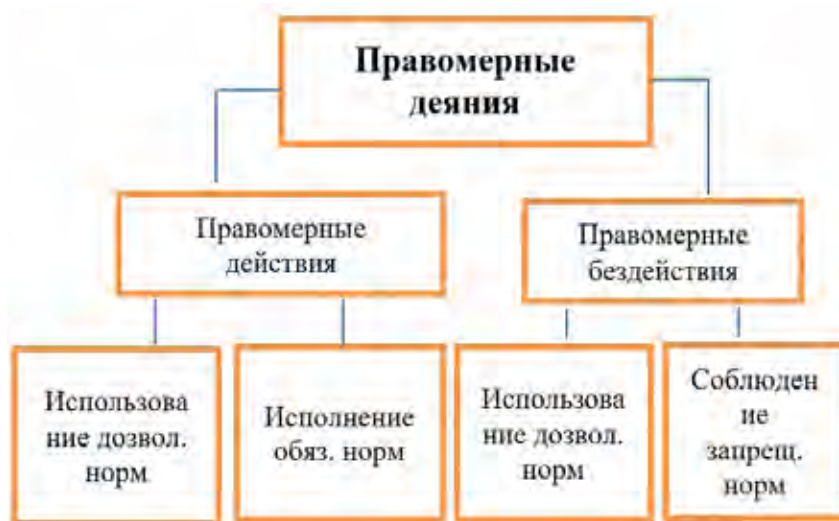 Правомерные
деяния
Правомерные
действия
Правомерные
бездействия
Использова
ние дозвол.
норм
Исполнение
обяз. норм
Использова
ние дозвол.
норм
Соблюден
ие
запрещ.
норм